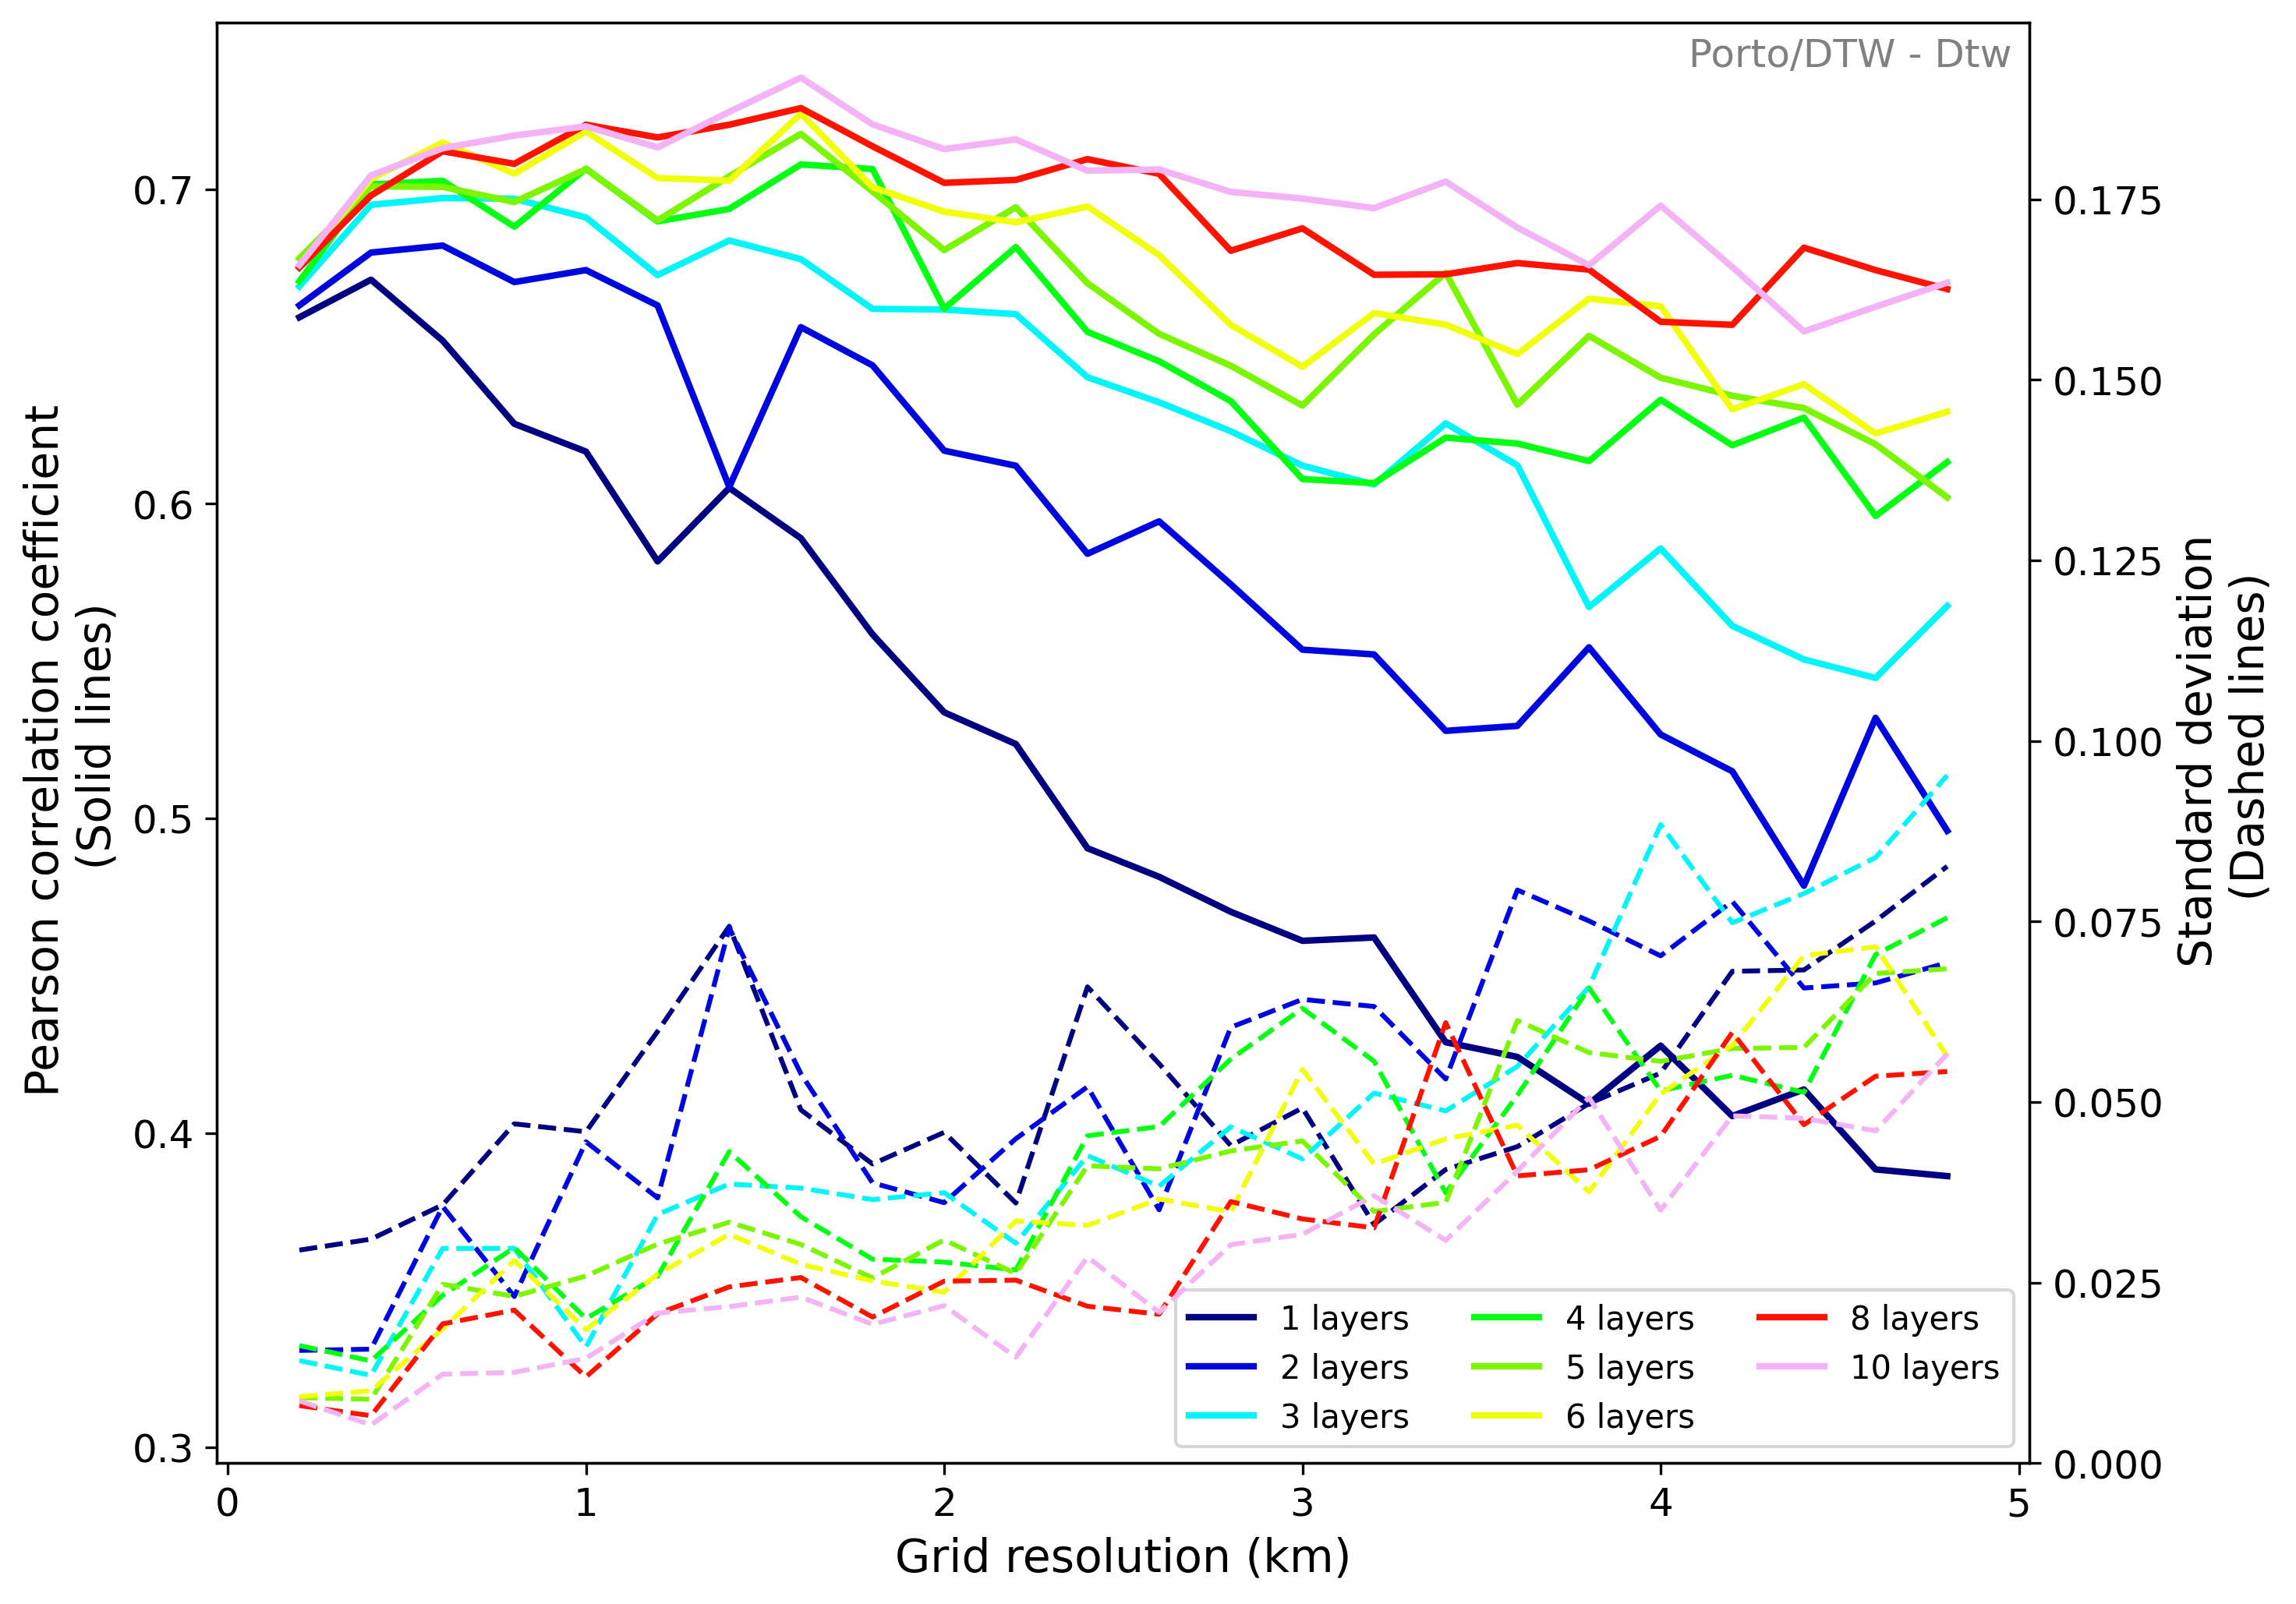 Porto/DTW - Dtw
Pearson correlation coefficient
(Solid lines)
0.7
0.6
0.5
0.4
0.3
0.175
0.150
0.125
0.100
0.075
0.050
0.025
0.000
Standard deviation
(Dashed lines)
1 layers
2 layers
3 layers
4 layers
5 layers
6 layers
8 layers
10 layers
0 1 2 3 4 5
Grid resolution (km)